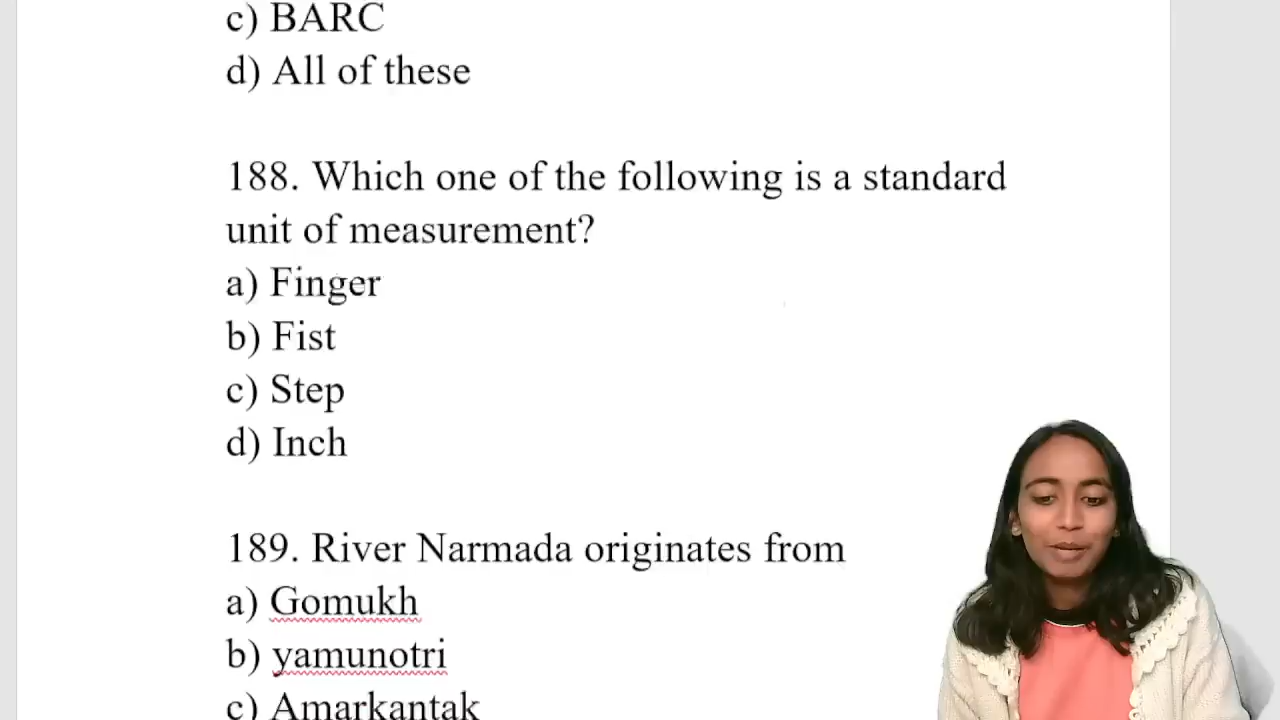 c) BARC
d) All of these
188. Which one of the following is a standard
unit of measurement?
a) Finger
b) Fist
c) Step
d) Inch
189. River Narmada originates from
a) Gomukh
b) yamunotri
c) Amarkantak